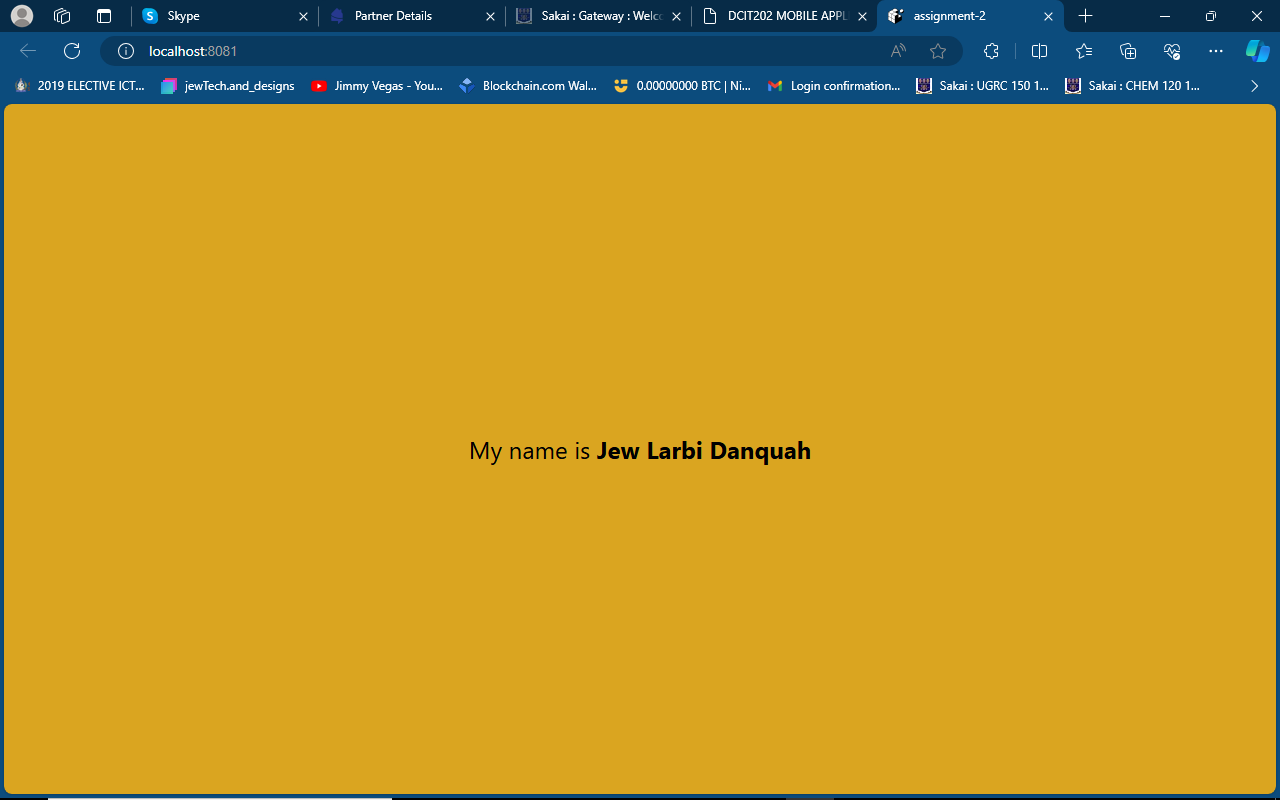 Skype
Partner Details
Sakai : Gateway : Welc
DCIT202 MOBILE APPL
assignment-2
localhost:8081
2019 ELECTIVE ICT...
jewTech.and_designs
Jimmy Vegas - You...
Blockchain.com Wal...
0.00000000 BTC | Ni...
Login confirmation...
Sakai : UGRC 150 1...
Sakai : CHEM 120 1...
My name is Jew Larbi Danquah